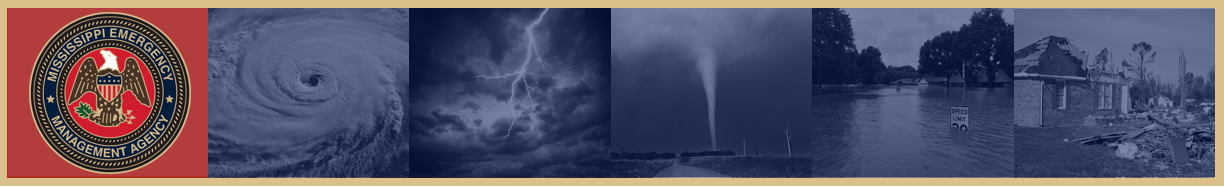 MISSISSIPPI EMERGENCY
MANAGEMENT AGENCY
SPEED
LIMIT